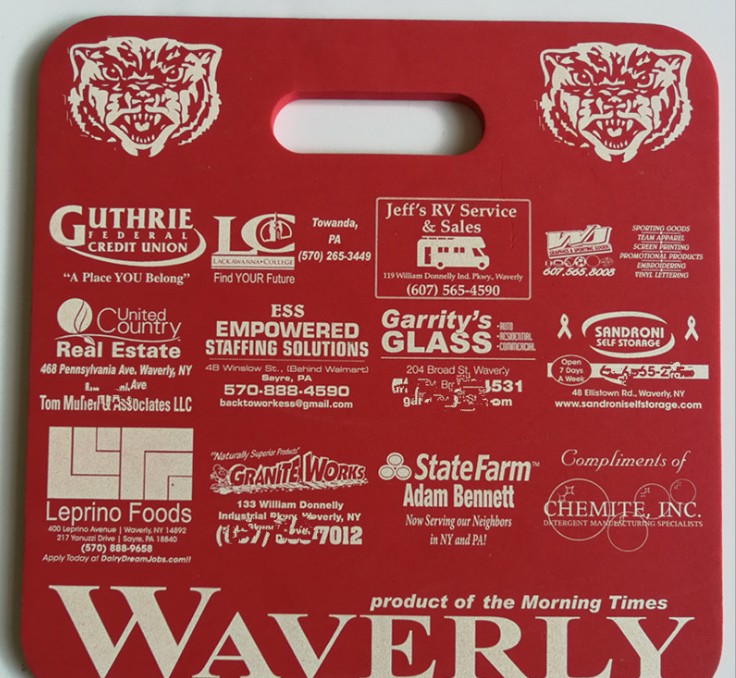 GUTHRIE
FEDERAL
CREDIT UNION
"A Place YOU Belong"
LC
LACKAWANNA COLLEGE
Find YOUR Future
Towanda,
PA
(570) 265-3449
Jeff's RV Service
& Sales
119 William Donnelly Ind. Pkwy., Waverly
(607) 565-4590
607.565.8008
SPORTING GOODS
TEAM APPAREL
SCREEN PRINTING
PROMOTIONAL PRODUCTS
EMBROIDERING
VINYL LETTERING
United
Country
Real Estate
468 Pennsylvania Ave. Waverly, NY
Ave
Tom
LLC
ESS
EMPOWERED
STAFFING SOLUTIONS
4B Winslow St., (Behind Walmart)
Sayre, PA
570-888-4590
backtoworkess@gmail.com
Garrity's
GLASS
•AUTO
•RESIDENTIAL
•COMMERCIAL
204 Broad St, Waverly
SANDRONI
SELF STORAGE
Open
7 Days
A Week
48 Ellistown Rd., Waverly, NY
www.sandroniselfstorage.com
Leprino Foods
400 Leprino Avenue | Waverly, NY 14892
217 Yanuzzi Drive | Sayre, PA 18840
(570) 888-9658
Apply Today at DairyDreamJobs.com!!
"Naturally Superior Products"
GRANITE WORKS
133 William Donnelly
Industrial Pkwy. Waverly, NY
State Farm™
Adam Bennett
Now Serving our Neighbors
in NY and PA!
Compliments of
CHEMITE, INC.
DETERGENT MANUFACTURING SPECIALISTS
product of the Morning Times
WAVERLY